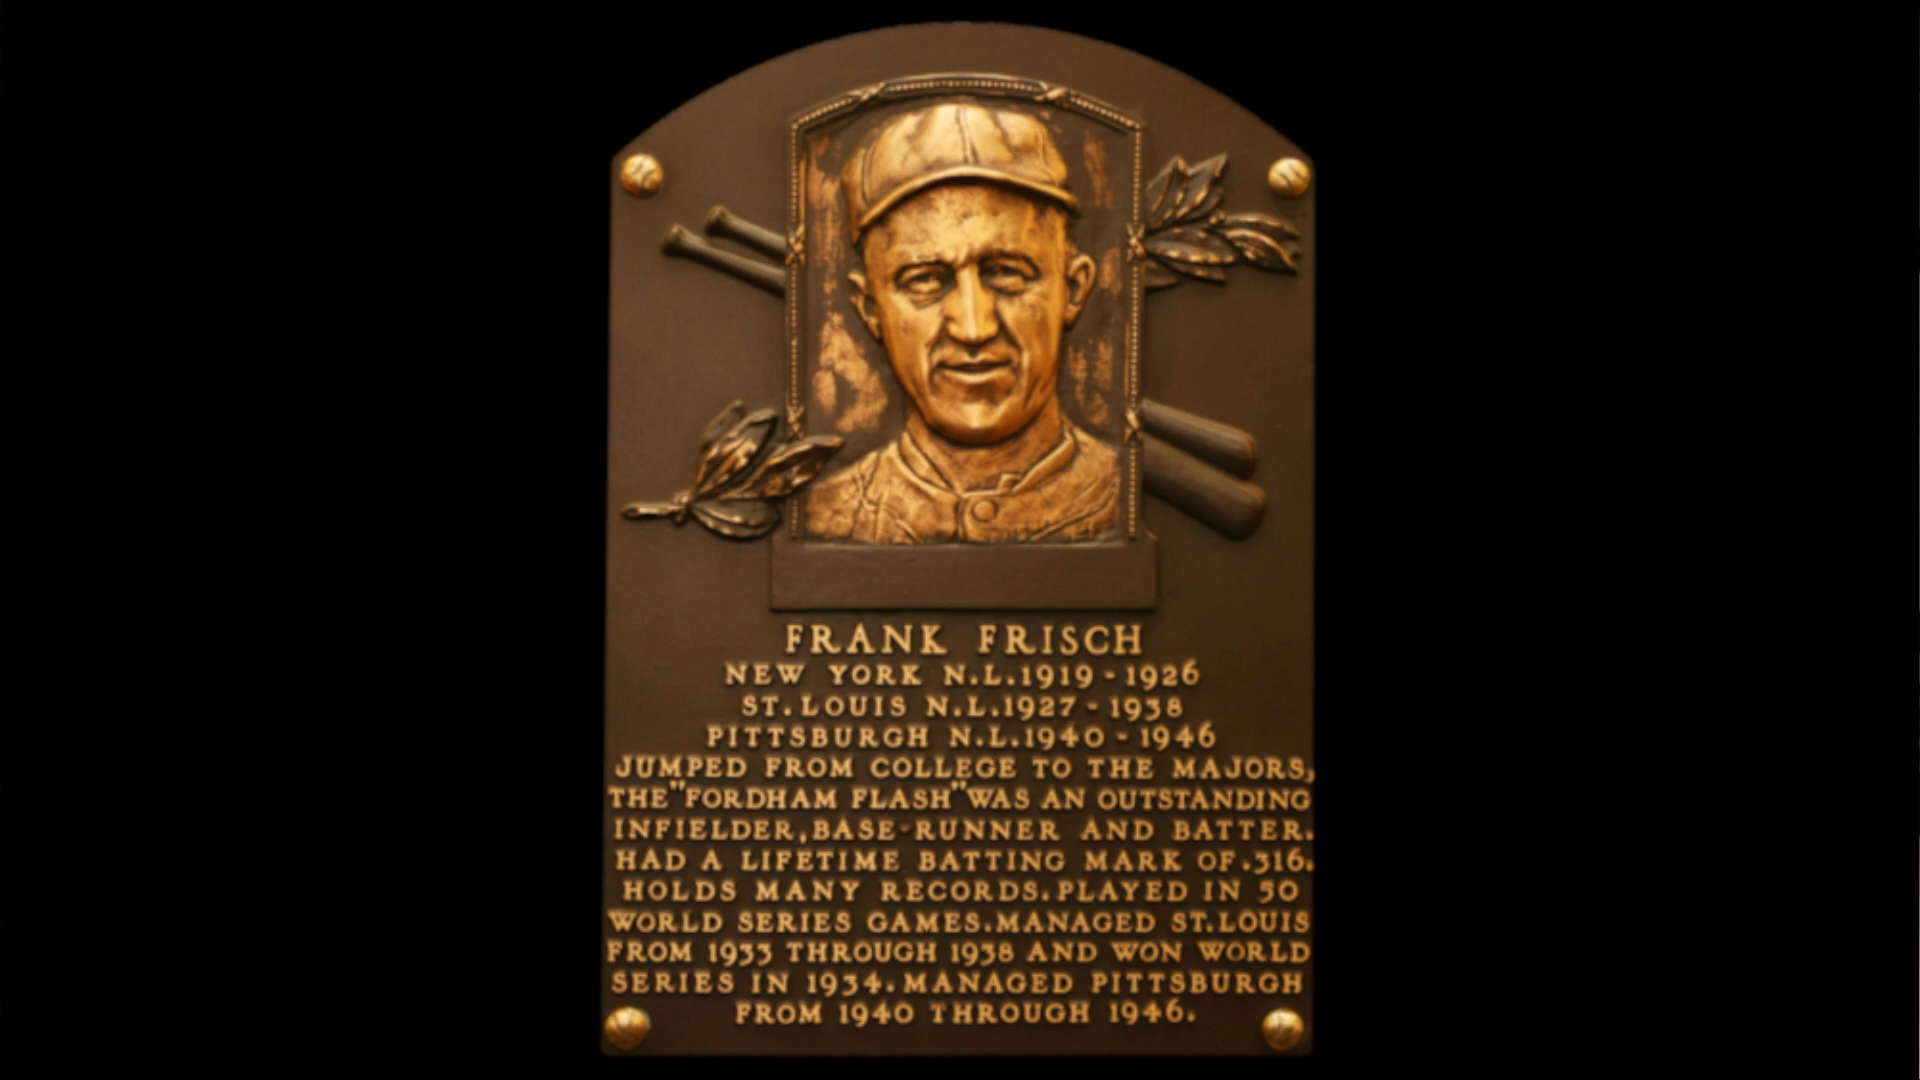 FRANK FRISCH
NEW YORK N.L.1919-1926
ST.LOUIS N.L.1927-1938
PITTSBURGH N.L.1940-1946
JUMPED FROM COLLEGE TO THE MAJORS,
THE "FORDHAM FLASH" WAS AN OUTSTANDING
INFIELDER, BASE-RUNNER AND BATTER.
HAD A LIFETIME BATTING MARK OF .316.
HOLDS MANY RECORDS. PLAYED IN 50
WORLD SERIES GAMES. MANAGED ST.LOUIS
FROM 1933 THROUGH 1938 AND WON WORLD
SERIES IN 1934. MANAGED PITTSBURGH
FROM 1940 THROUGH 1946.